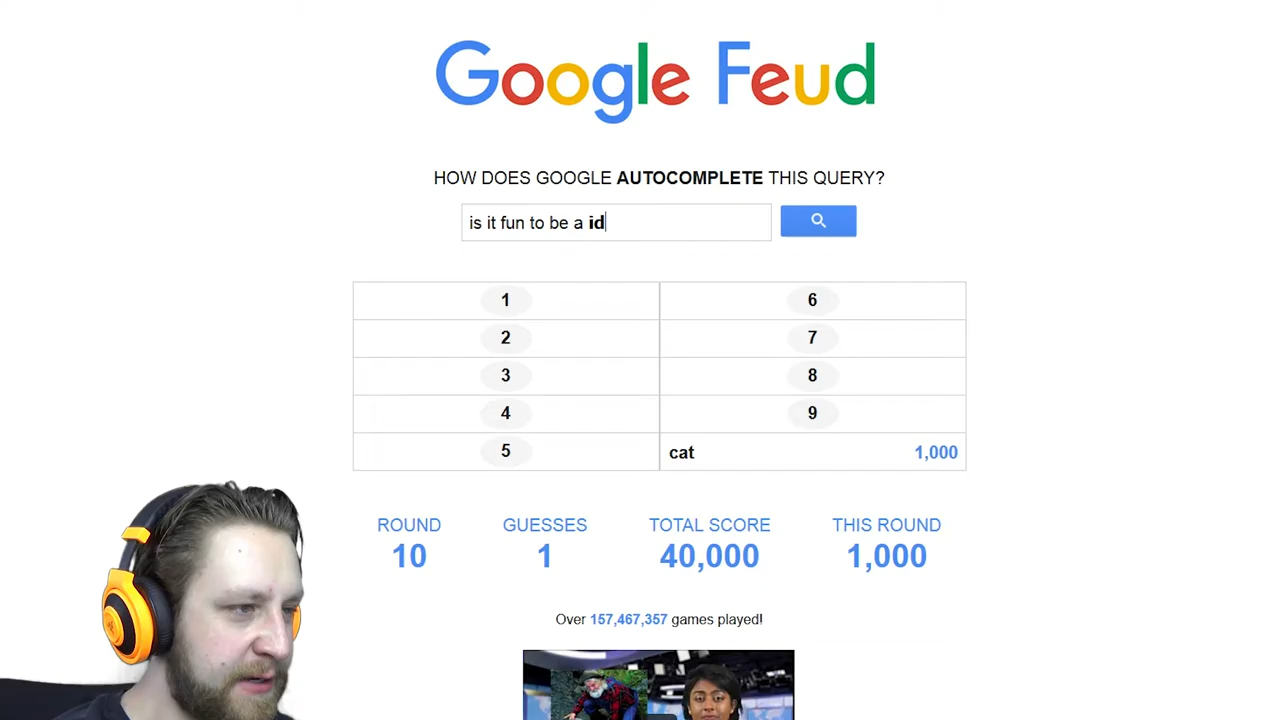 Google Feud
HOW DOES GOOGLE AUTOCOMPLETE THIS QUERY?
is it fun to be a id
1
6
2
7
3
8
4
9
5
cat 1,000
ROUND
GUESSES
TOTAL SCORE
THIS ROUND
10
1
40,000
1,000
Over 157,467,357 games played!